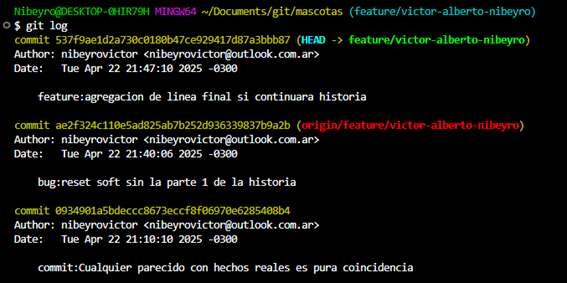 Nibeyro@DESKTOP-0HIR79H MINGW64 ~/Documents/git/mascotas (feature/victor-alberto-nibeyro)
$ git log
commit 537f9ae1d2a730c0180b47ce929417d87a3bbb87 (HEAD -> feature/victor-alberto-nibeyro)
Author: nibeyrovictor <nibeyrovictor@outlook.com.ar>
Date:   Tue Apr 22 21:47:10 2025 -0300

    feature:agregacion de linea final si continuara historia

commit ae2f324c110e5ad825ab7b252d936339837b9a2b (origin/feature/victor-alberto-nibeyro)
Author: nibeyrovictor <nibeyrovictor@outlook.com.ar>
Date:   Tue Apr 22 21:40:06 2025 -0300

    bug:reset soft sin la parte 1 de la historia

commit 0934901a5bdeccc8673eccf8f06970e6285408b4
Author: nibeyrovictor <nibeyrovictor@outlook.com.ar>
Date:   Tue Apr 22 21:10:10 2025 -0300

    commit:Cualquier parecido con hechos reales es pura coincidencia